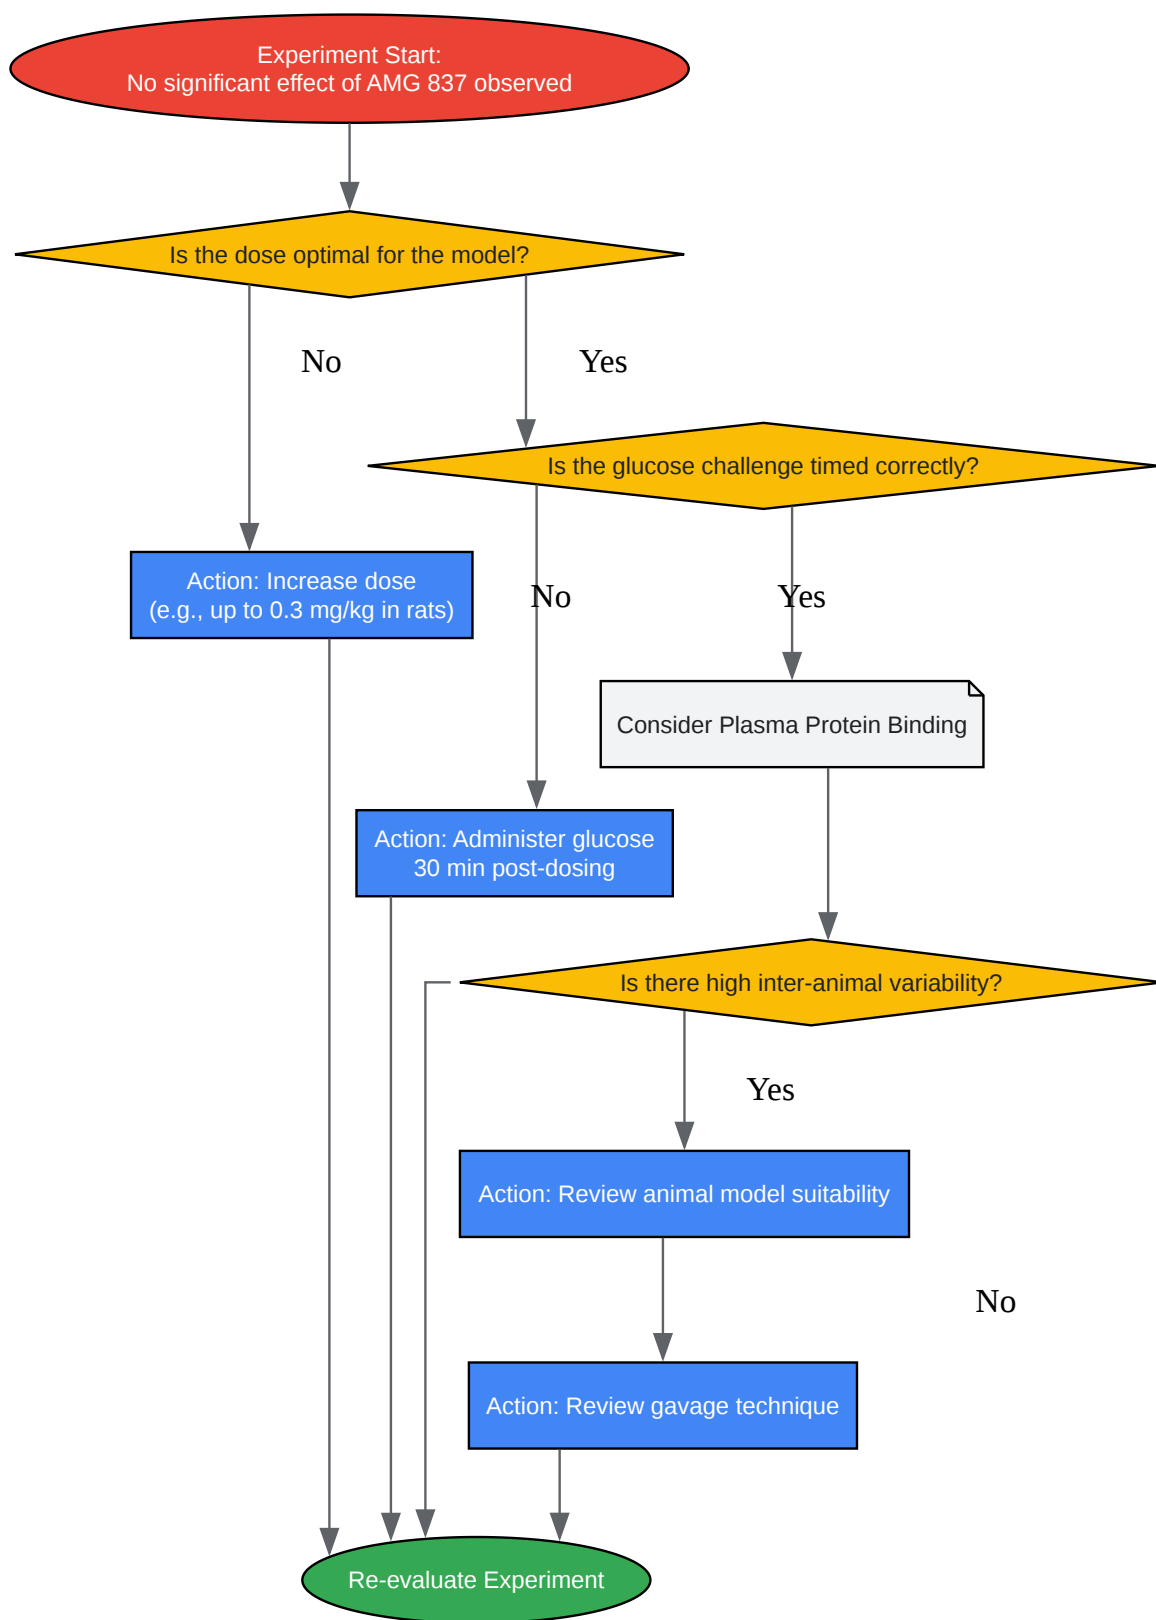 Experiment Start:
No significant effect of AMG 837 observed
Is the dose optimal for the model?
No
Yes
Is the glucose challenge timed correctly?
Action: Increase dose
(e.g., up to 0.3 mg/kg in rats)
No
Yes
Consider Plasma Protein Binding
Action: Administer glucose
30 min post-dosing
Is there high inter-animal variability?
Yes
Action: Review animal model suitability
No
Action: Review gavage technique
Re-evaluate Experiment